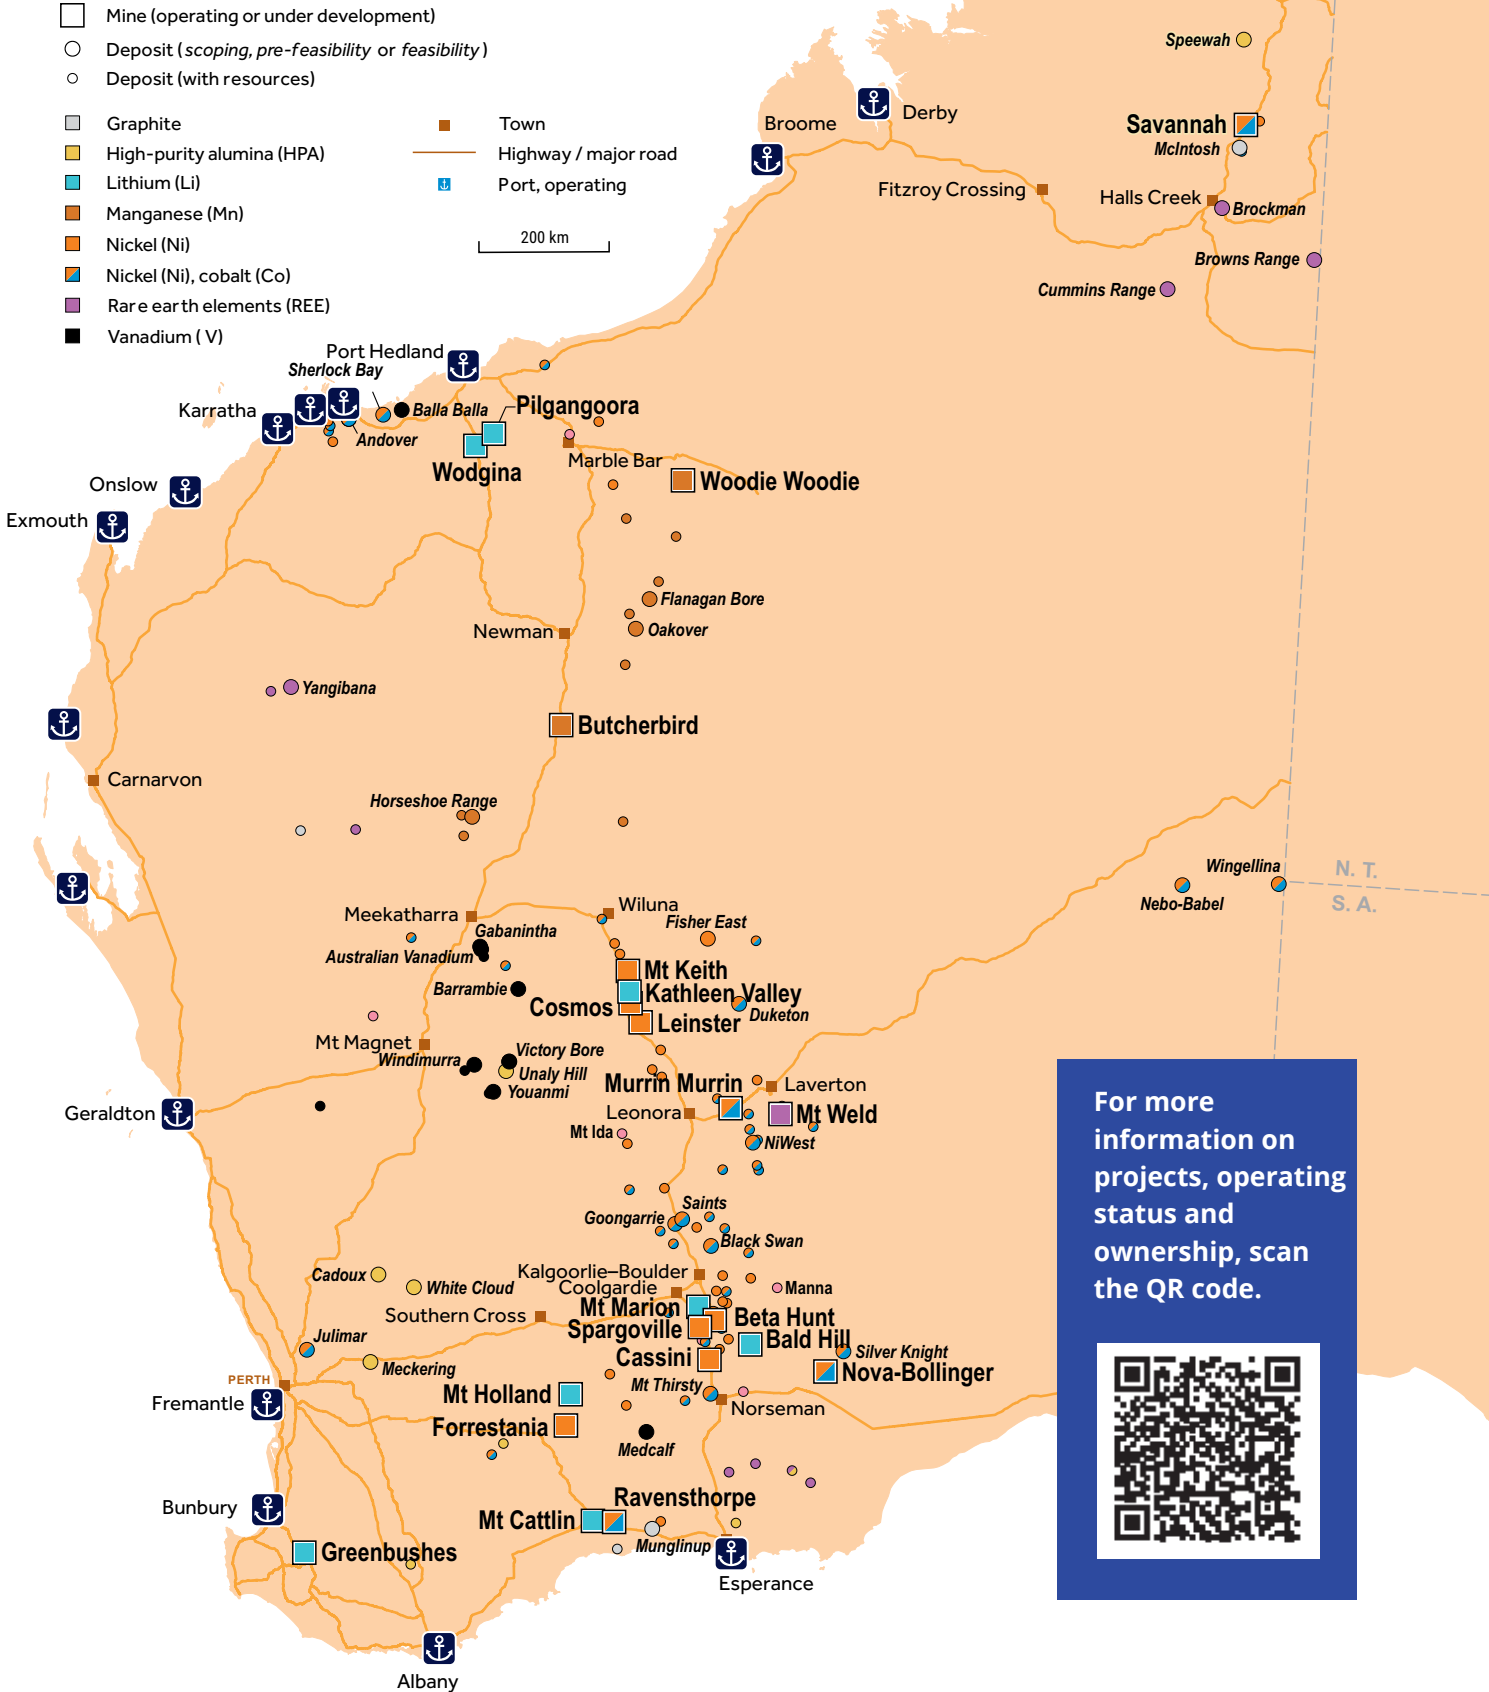 Mine (operating or under development)
Deposit (scoping, pre-feasibility or feasibility)
Deposit (with resources)
Graphite
High-purity alumina (HPA)
Lithium (Li)
Manganese (Mn)
Nickel (Ni)
Nickel (Ni), cobalt (Co)
Rare earth elements (REE)
Vanadium ( V)
Town
Highway / major road
Port, operating
200 km
Speewah
Derby
Broome
Savannah
McIntosh
Fitzroy Crossing
Halls Creek
Brockman
Browns Range
Cummins Range
Port Hedland
Sherlock Bay
Karratha
Balla Balla
Pilgangoora
Andover
Marble Bar
Wodgina
Woodie Woodie
Onslow
Exmouth
Flanagan Bore
Oakover
Newman
Yangibana
Butcherbird
Carnarvon
Horseshoe Range
Wingellina
N. T.
Nebo-Babel
S. A.
Wiluna
Meekatharra
Fisher East
Gabanintha
Australian Vanadium
Mt Keith
Barrambie
Kathleen Valley
Cosmos
Duketon
Leinster
Mt Magnet
Victory Bore
Windimurra
Unaly Hill
Youanmi
Murrin Murrin
Laverton
Geraldton
Leonora
Mt Weld
Mt Ida
NiWest
Saints
Goongarrie
Black Swan
Kalgoorlie–Boulder
Cadoux
White Cloud
Coolgardie
Manna
Mt Marion
Southern Cross
Beta Hunt
Spargoville
Julimar
Bald Hill
Silver Knight
Cassini
Meckering
Nova-Bollinger
PERTH
Mt Thirsty
Mt Holland
Fremantle
Norseman
Forrestania
Medcalf
Ravensthorpe
Bunbury
Mt Cattlin
Munglinup
Greenbushes
Esperance
Albany
For more
information on
projects, operating
status and
ownership, scan
the QR code.